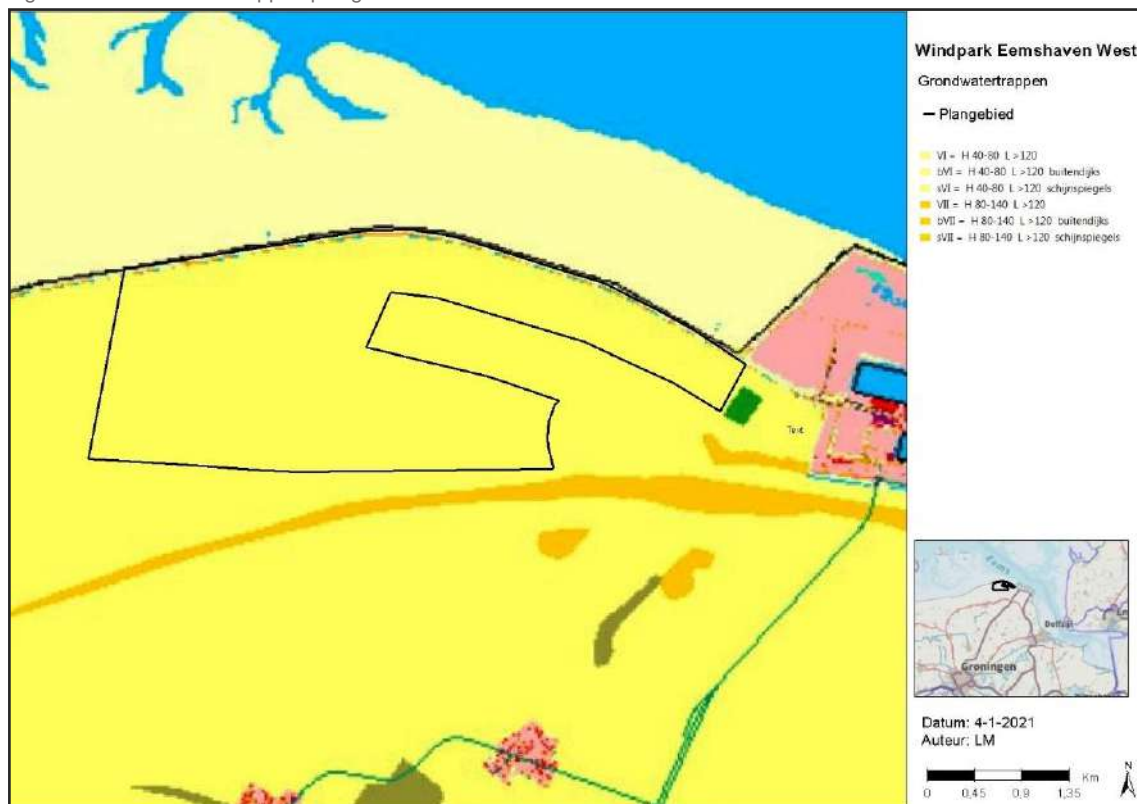 Windpark Eemshaven West
Grondwatertrappen
Plangebied
VI = H 40-80 L >120
bVI = H 40-80 L >120 buitendijks
sVI = H 40-80 L >120 schijnspiegels
VII = H 80-140 L >120
bVII = H 80-140 L >120 buitendijks
sVII = H 80-140 L >120 schijnspiegels
Eems
Delfzijl
Groningen
Datum: 4-1-2021
Auteur: LM
Km
N
0 0,45 0,9 1,35